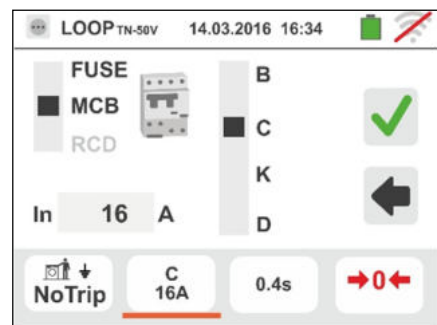 LOOP TN-50V 14.03.2016 16:34
FUSE
MCB
RCD
B
C
K
D
In 16 A
NoTrip
C
16A
0.4s
→0←